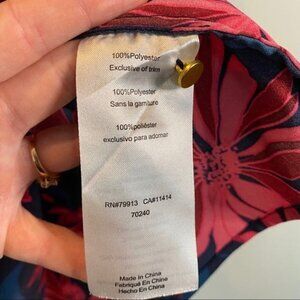 100%Polyester
Exclusive of trim
100%Polyester
Sans la garniture
100%poliéster
exclusivo para adornar
RN#79913 CA#11414
70240
Made In China
Fabriqué En Chine
Hecho En China